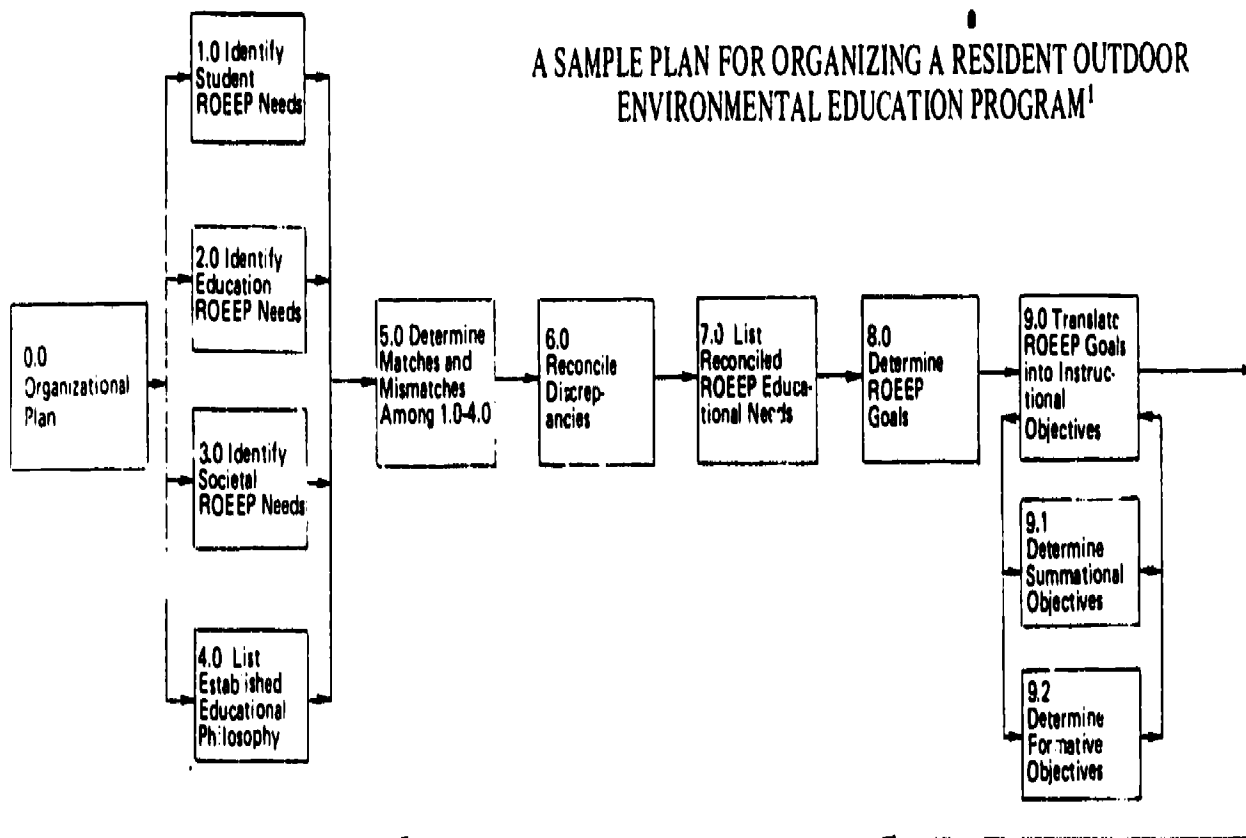 A SAMPLE PLAN FOR ORGANIZING A RESIDENT OUTDOOR
ENVIRONMENTAL EDUCATION PROGRAM¹
0.0
Organizational
Plan
1.0 Identify
Student
ROEEP Needs
2.0 Identify
Education
ROEEP Needs
3.0 Identify
Societal
ROEEP Needs
4.0 List
Established
Educational
Philosophy
5.0 Determine
Matches and
Mismatches
Among 1.0-4.0
6.0
Reconcile
Discrep-
ancies
7.0 List
Reconciled
ROEEP Educa-
tional Needs
8.0
Determine
ROEEP
Goals
9.0 Translate
ROEEP Goals
into Instruc-
tional
Objectives
9.1
Determine
Summational
Objectives
9.2
Determine
Formative
Objectives